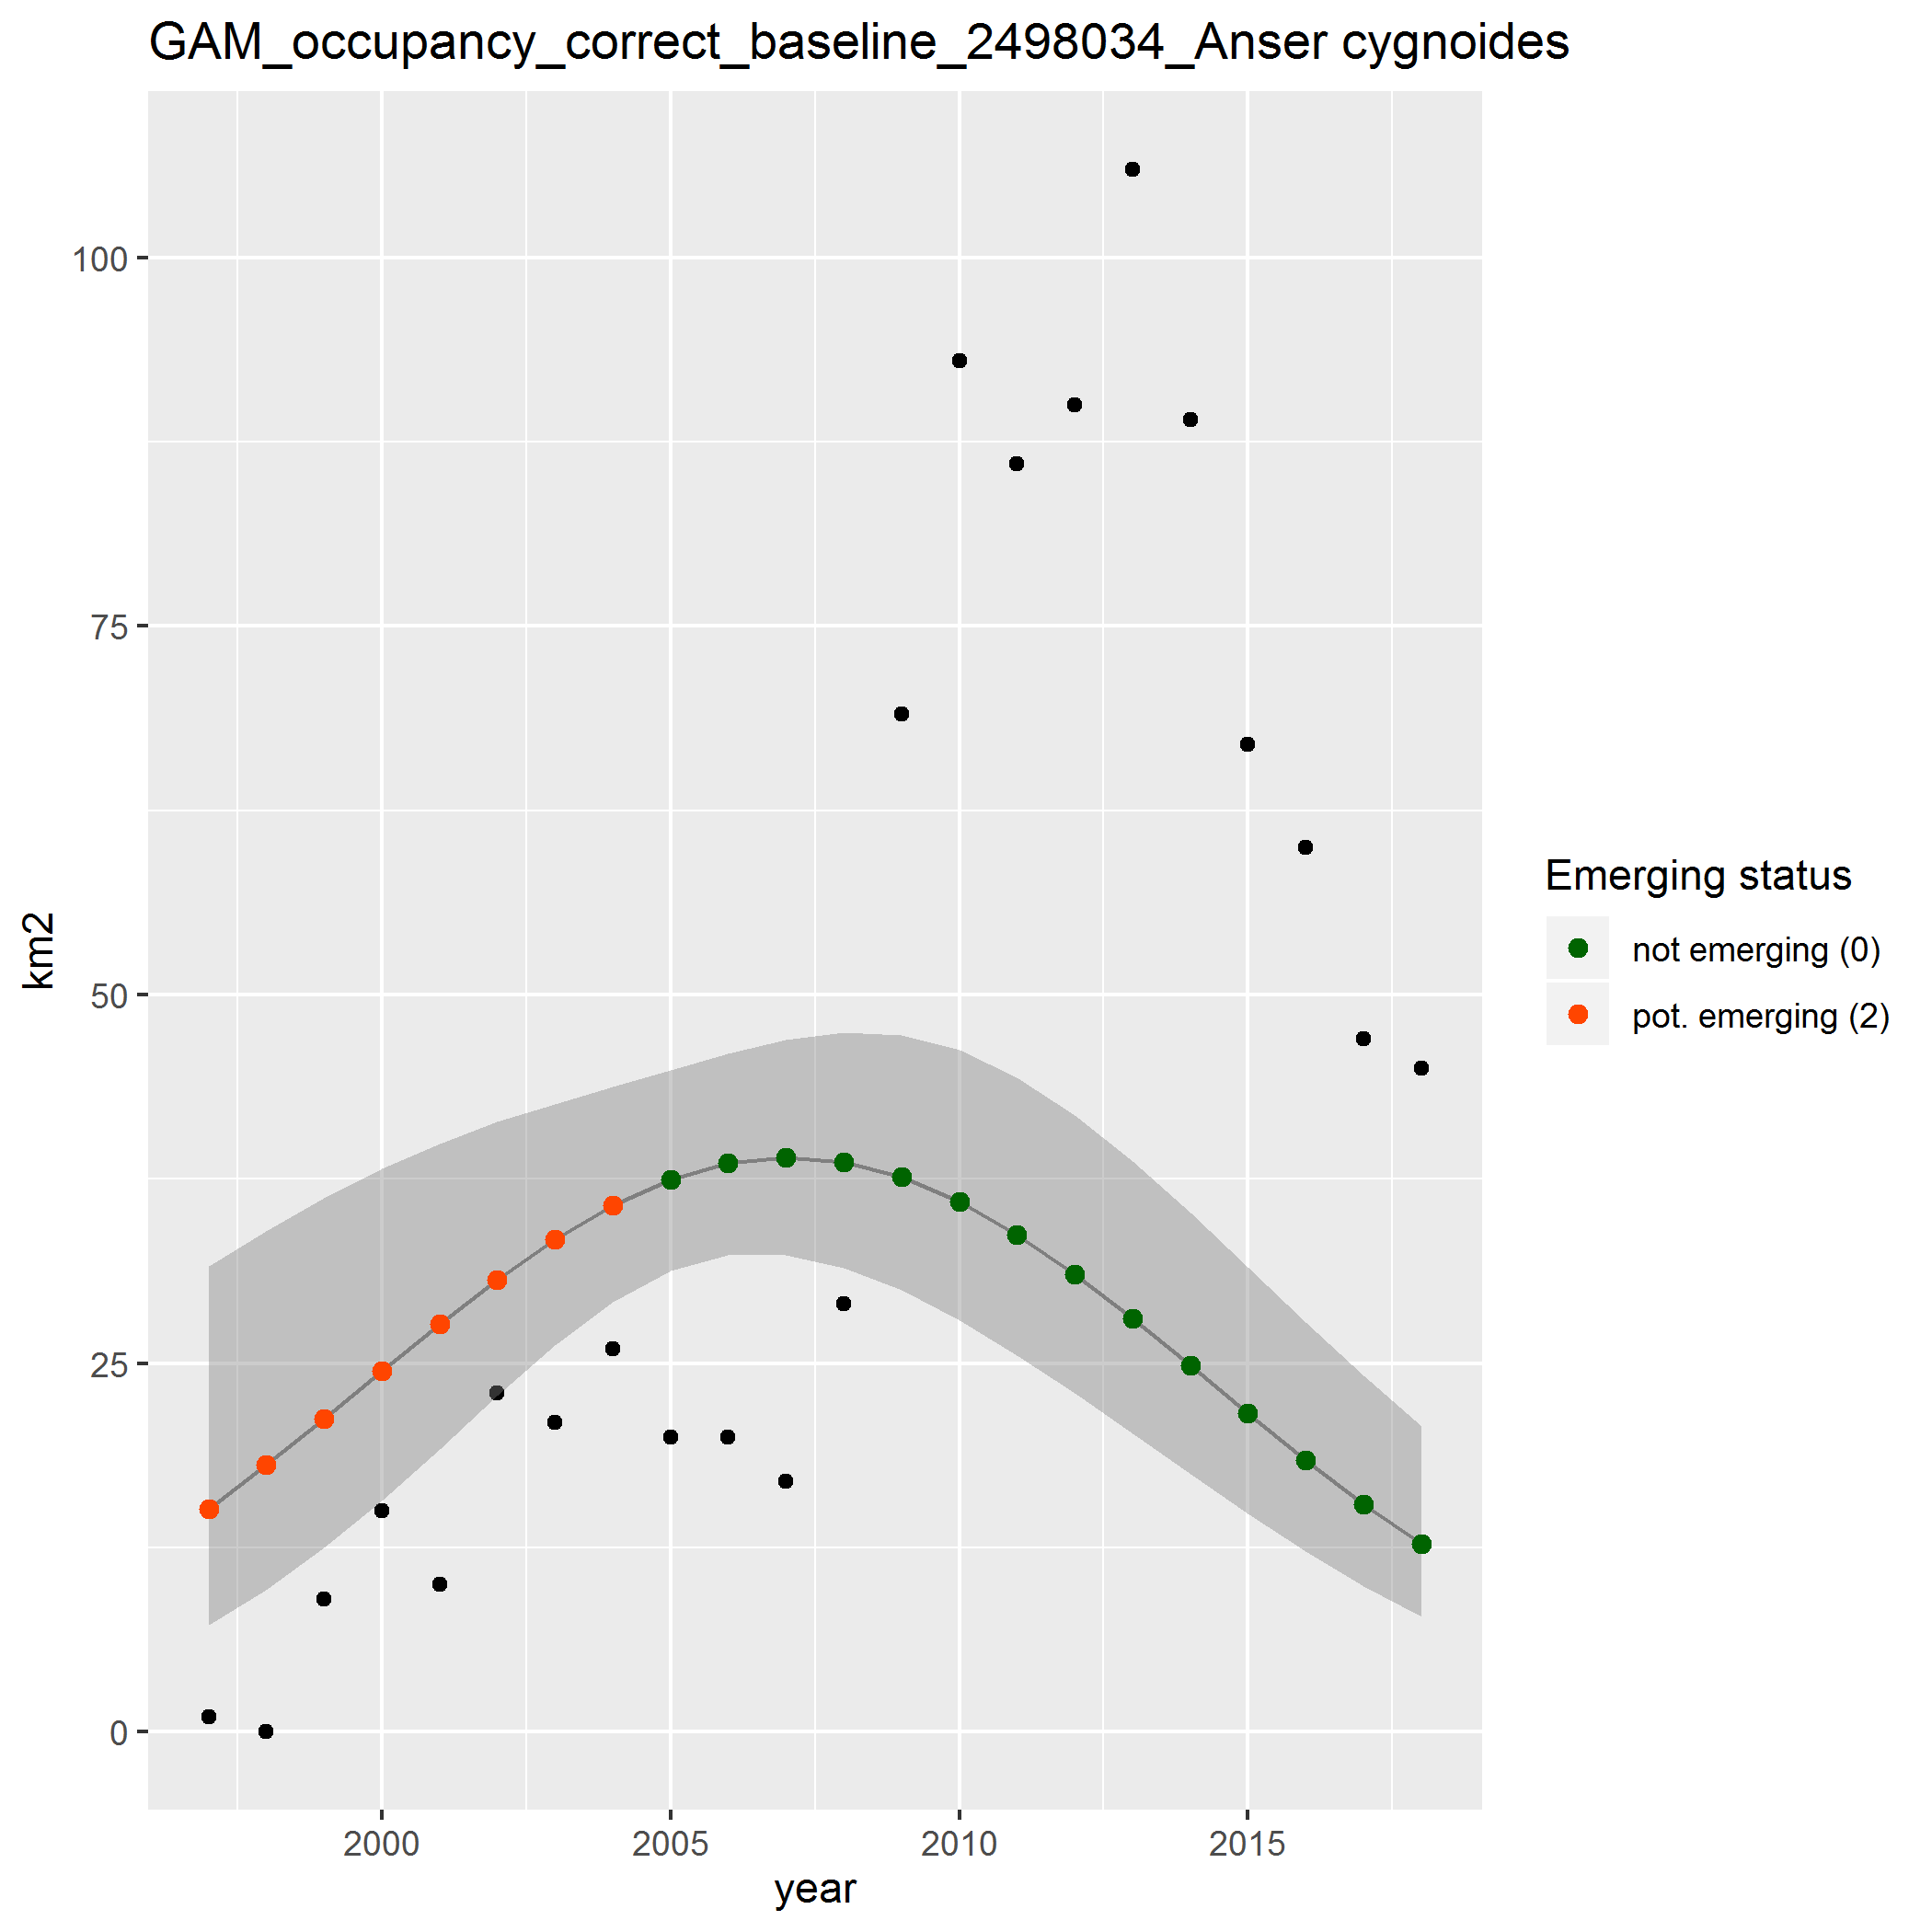 GAM_occupancy_correct_baseline_2498034_Anser cygnoides
100
75
50
25
0
km2
2000 2005 2010 2015
year
Emerging status
not emerging (0)
pot. emerging (2)